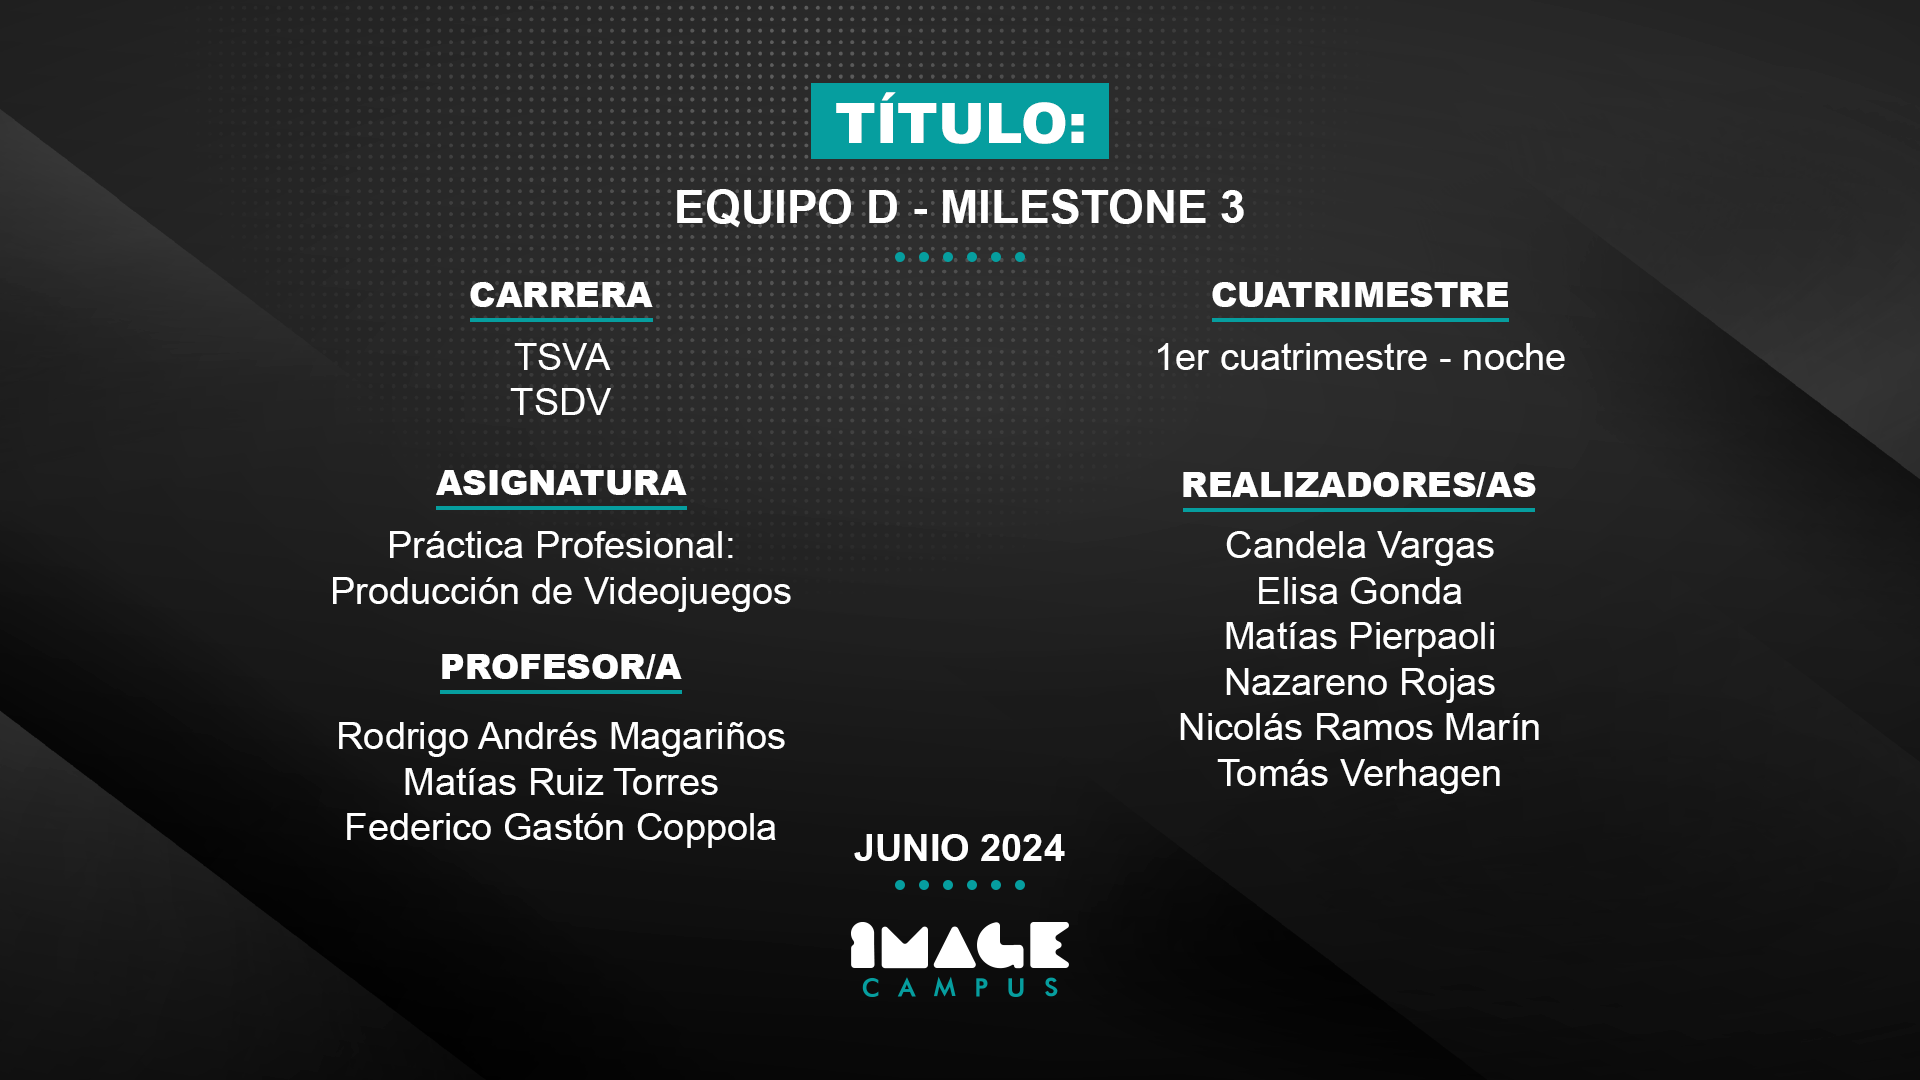 TÍTULO:
EQUIPO D - MILESTONE 3
CARRERA
TSVA
TSDV
CUATRIMESTRE
1er cuatrimestre - noche
ASIGNATURA
Práctica Profesional:
Producción de Videojuegos
PROFESOR/A
Rodrigo Andrés Magariños
Matías Ruiz Torres
Federico Gastón Coppola
REALIZADORES/AS
Candela Vargas
Elisa Gonda
Matías Pierpaoli
Nazareno Rojas
Nicolás Ramos Marín
Tomás Verhagen
JUNIO 2024
IMAGE
CAMPUS